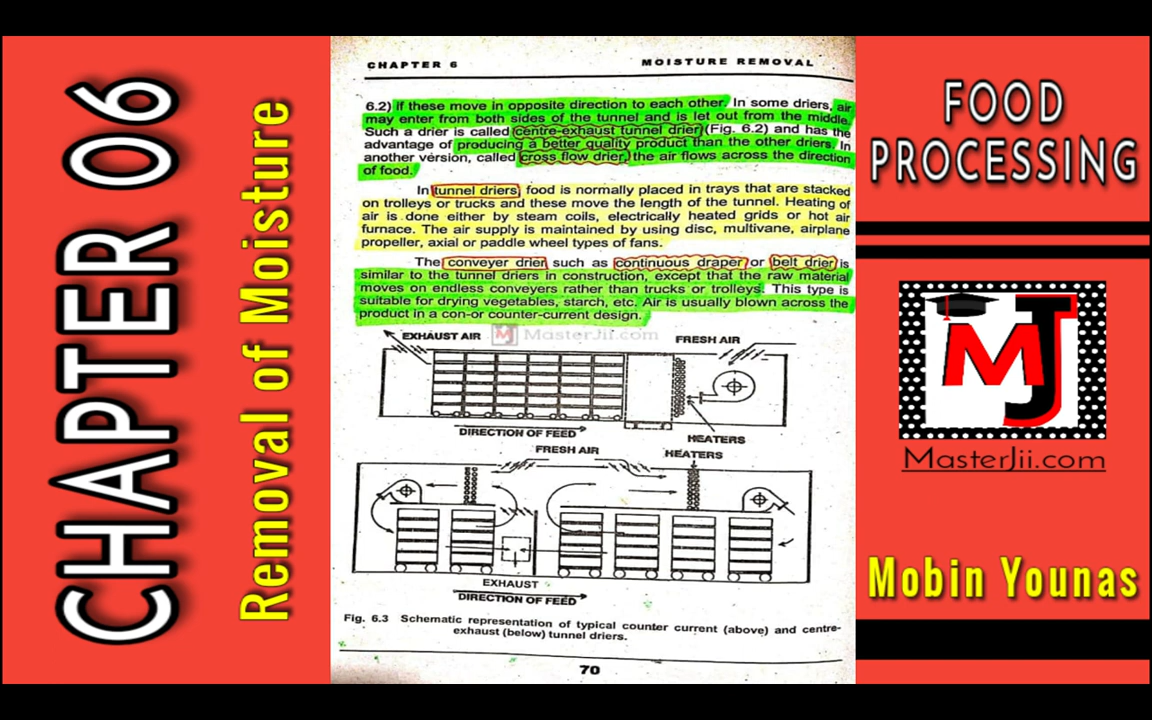 CHAPTER 06
Removal of Moisture
CHAPTER 6 MOISTURE REMOVAL
6.2) if these move in opposite direction to each other. In some driers, air
may enter from both sides of the tunnel and is let out from the middle.
Such a drier is called centre-exhaust tunnel drier (Fig. 6.2) and has the
advantage of producing a better quality product than the other driers. In
another version, called cross flow drier, the air flows across the direction
of food.
In tunnel driers, food is normally placed in trays that are stacked
on trolleys or trucks and these move the length of the tunnel. Heating of
air is done either by steam coils, electrically heated grids or hot air
furnace. The air supply is maintained by using disc, multivane, airplane
propeller, axial or paddle wheel types of fans.
The conveyer drier such as continuous draper or belt drier is
similar to the tunnel driers in construction, except that the raw material
moves on endless conveyers rather than trucks or trolleys. This type is
suitable for drying vegetables, starch, etc. Air is usually blown across the
product in a con-or counter-current design.
MJ MasterJii.com
EXHAUST AIR FRESH AIR
DIRECTION OF FEED
HEATERS
FRESH AIR HEATERS
EXHAUST
DIRECTION OF FEED
Fig. 6.3 Schematic representation of typical counter current (above) and centre-
exhaust (below) tunnel driers.
70
FOOD
PROCESSING
MJ
MasterJii.com
Mobin Younas